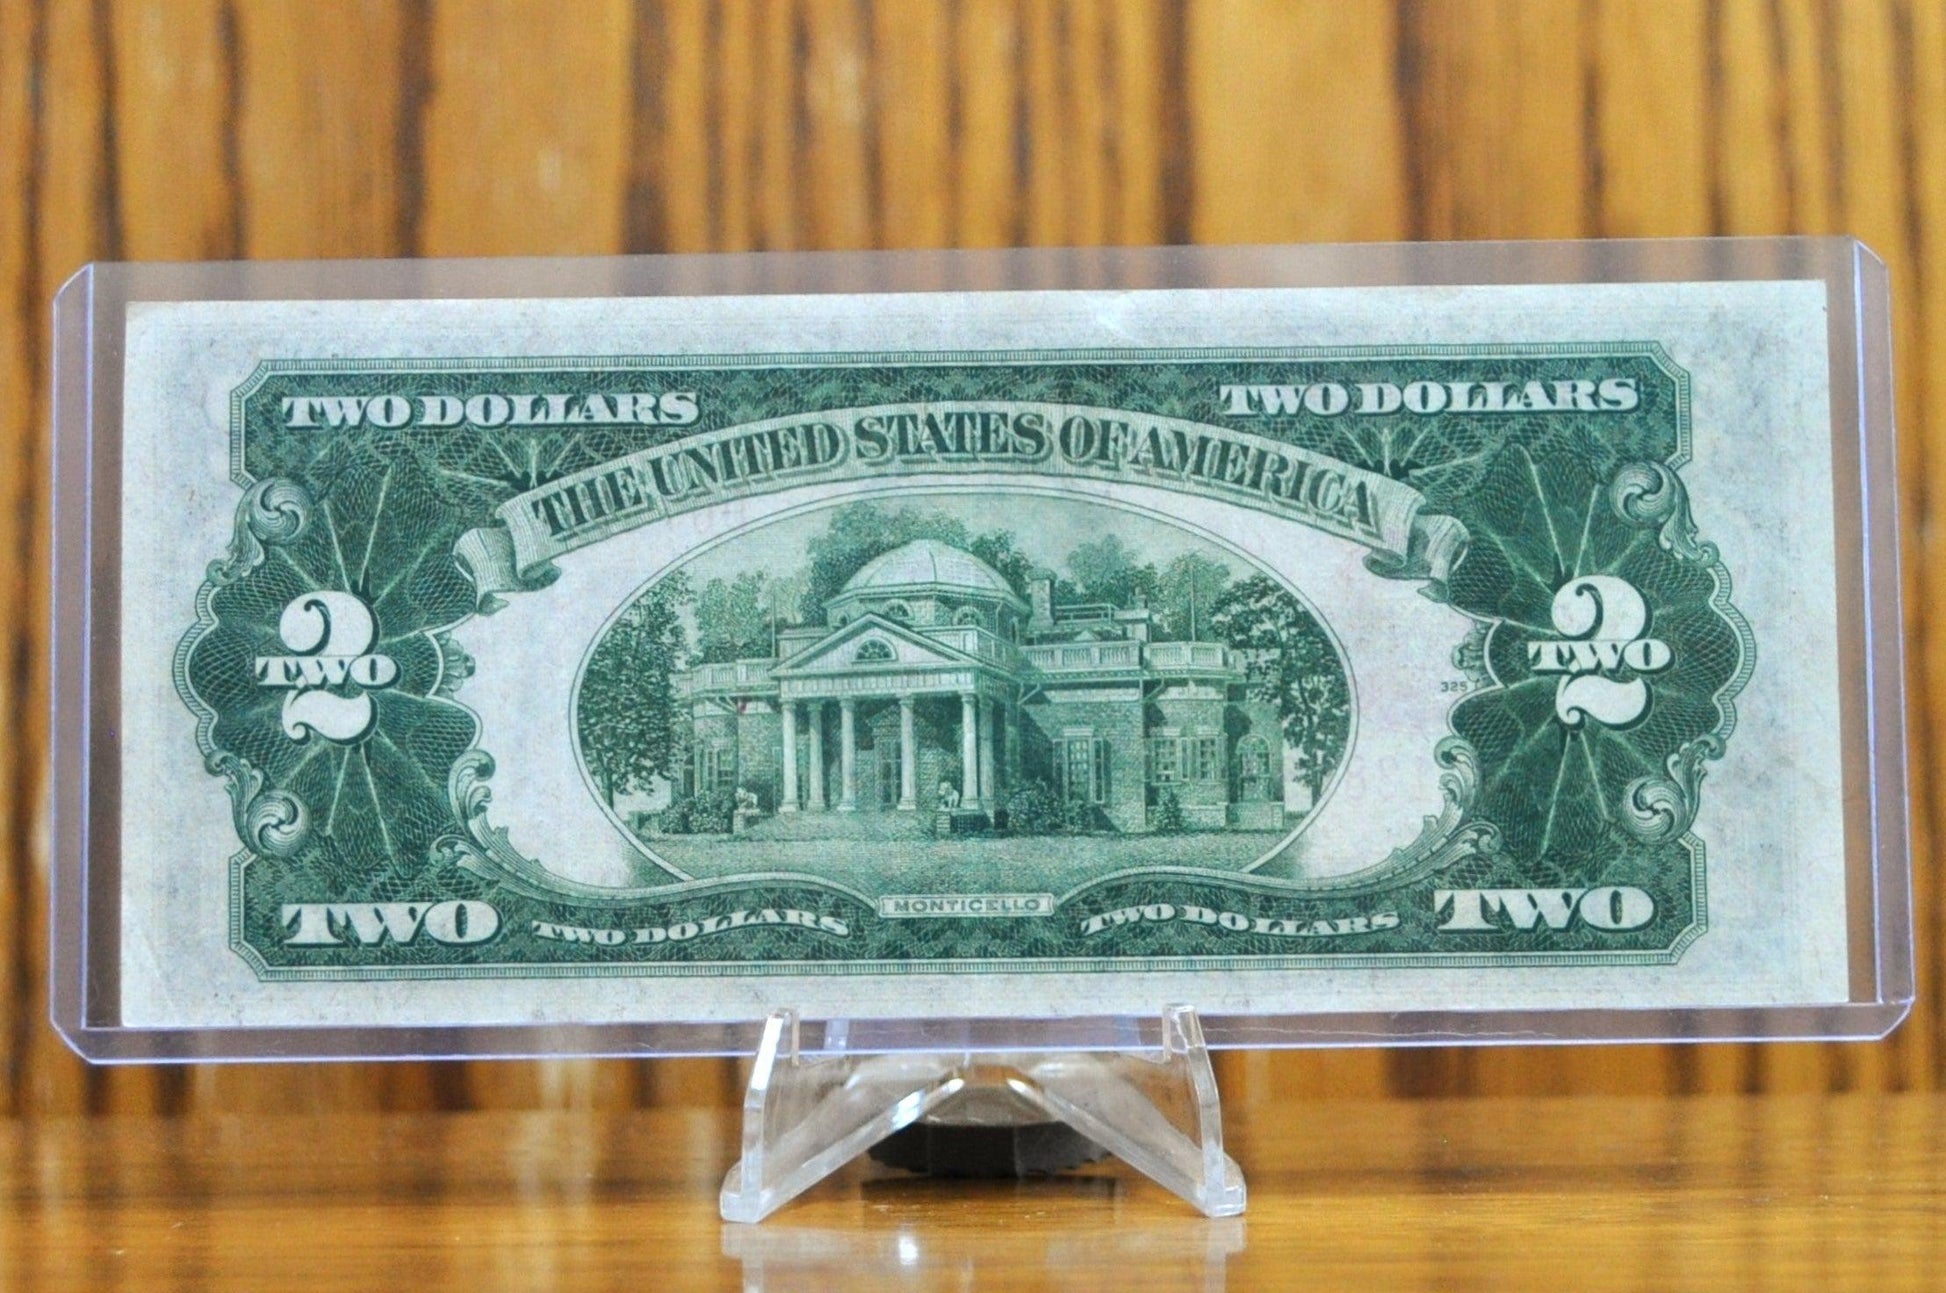 TWO DOLLARS TWO DOLLARS
THE UNITED STATES OF AMERICA
2 TWO 2 TWO
325
MONTICELLO
TWO TWO DOLLARS TWO DOLLARS TWO